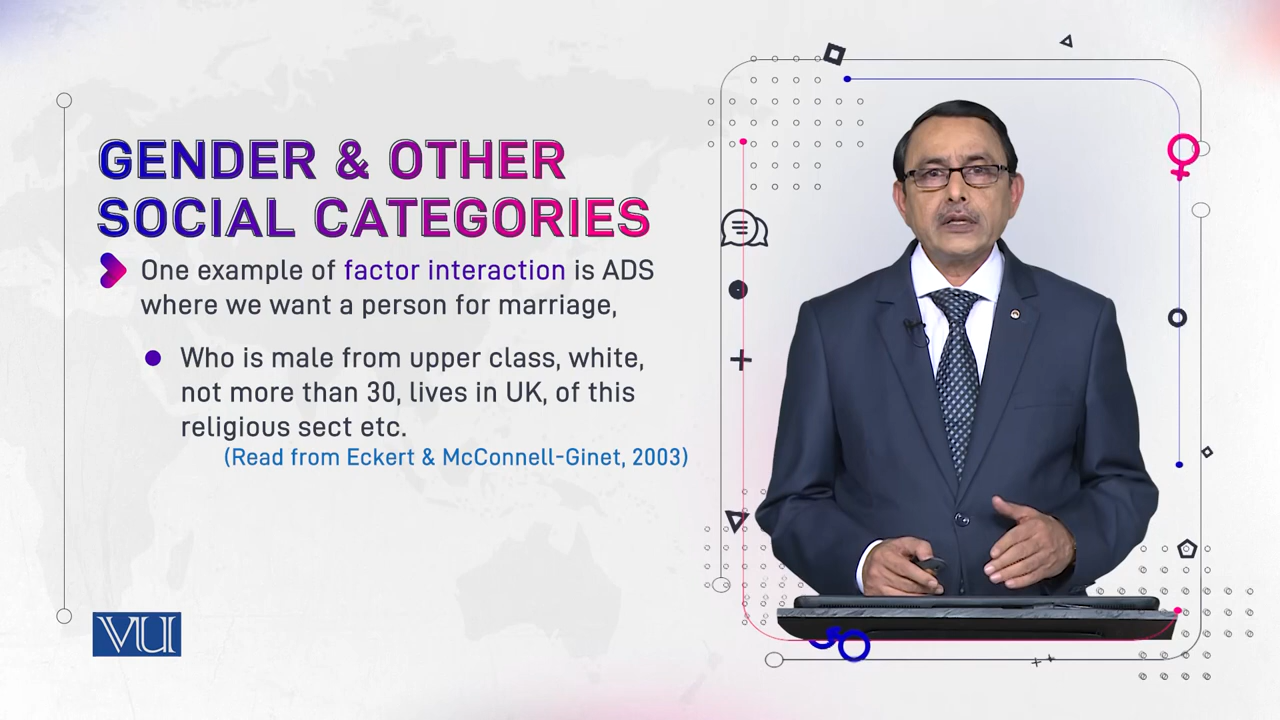 GENDER & OTHER
SOCIAL CATEGORIES
One example of factor interaction is ADS
where we want a person for marriage,
Who is male from upper class, white,
not more than 30, lives in UK, of this
religious sect etc.
(Read from Eckert & McConnell-Ginet, 2003)
VU